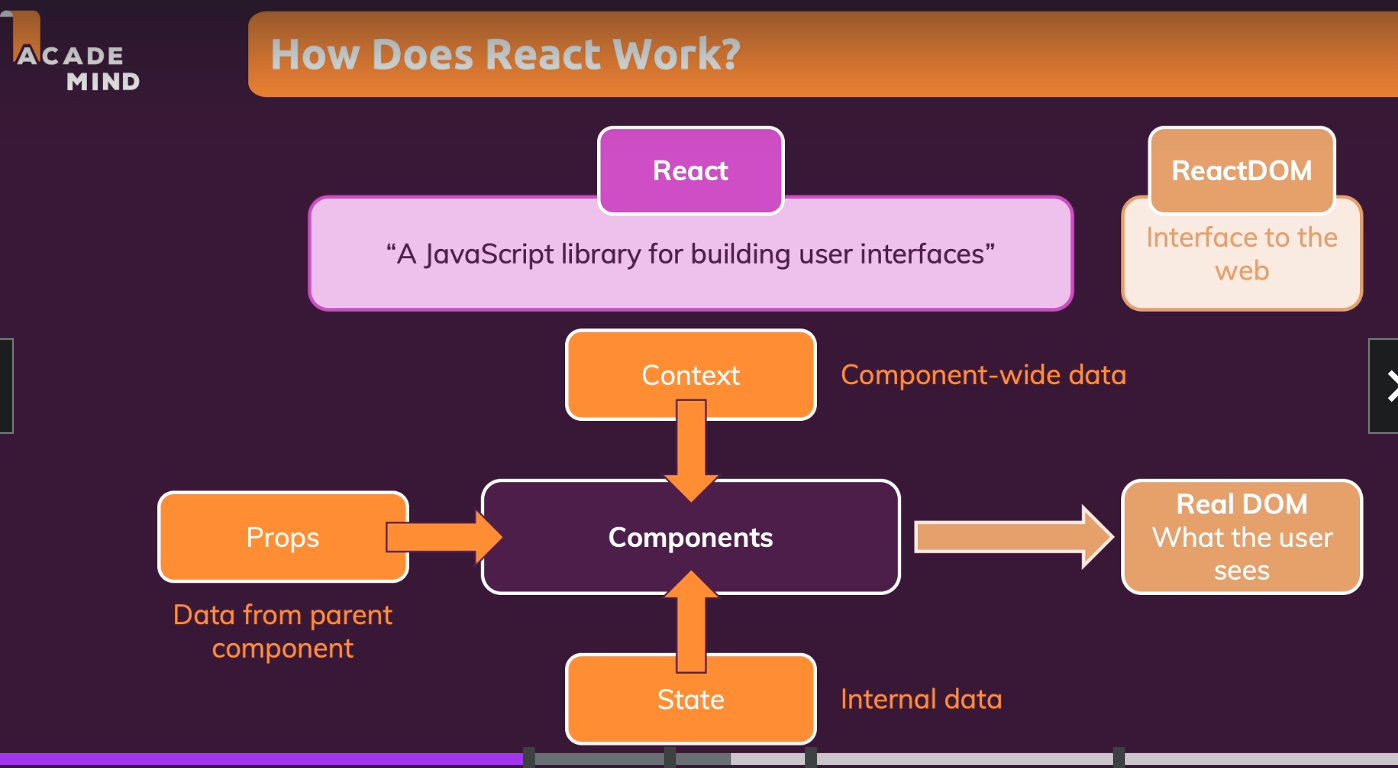 ACADE
MIND
How Does React Work?
React
ReactDOM
“A JavaScript library for building user interfaces”
Interface to the
web
Context
Component-wide data
Props
Components
Real DOM
What the user
sees
Data from parent
component
State
Internal data